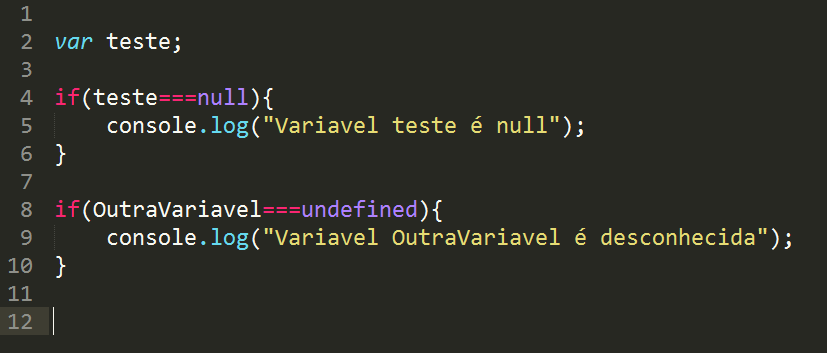 1
2 var teste;
3
4 if(teste===null){
5     console.log("Variavel teste é null");
6 }
7
8 if(OutraVariavel===undefined){
9     console.log("Variavel OutraVariavel é desconhecida");
10 }
11
12